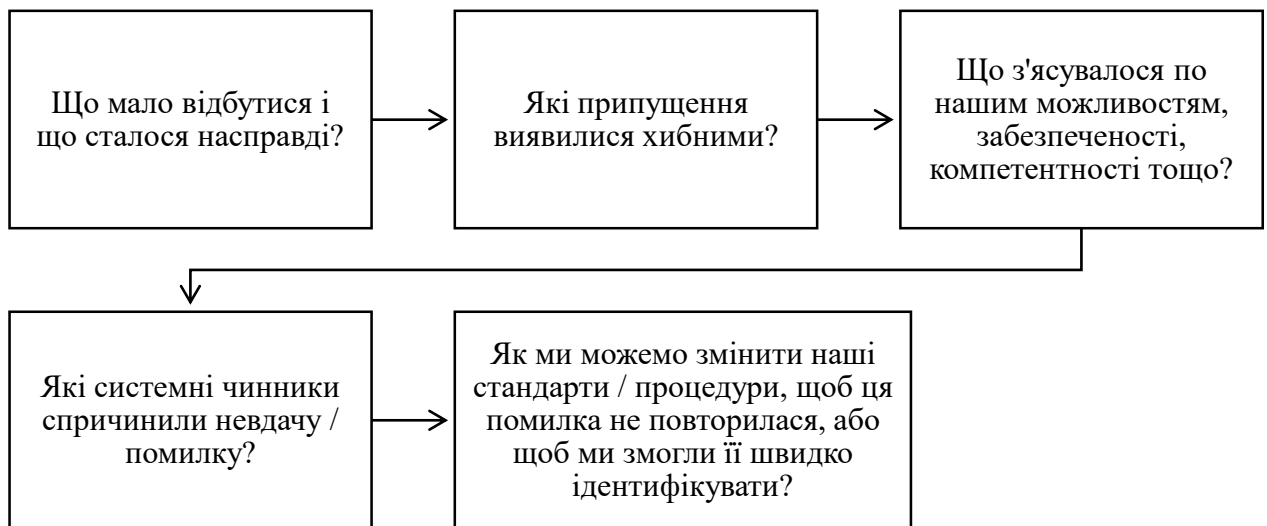 Що мало відбутися і
що сталося насправді?
Які припущення
виявилися хибними?
Що з'ясувалося по
нашим можливостям,
забезпеченості,
компетентності тощо?
Які системні чинники
спричинили невдачу /
помилку?
Як ми можемо змінити наші
стандарти / процедури, щоб ця
помилка не повторилася, або
щоб ми змогли її швидко
ідентифікувати?